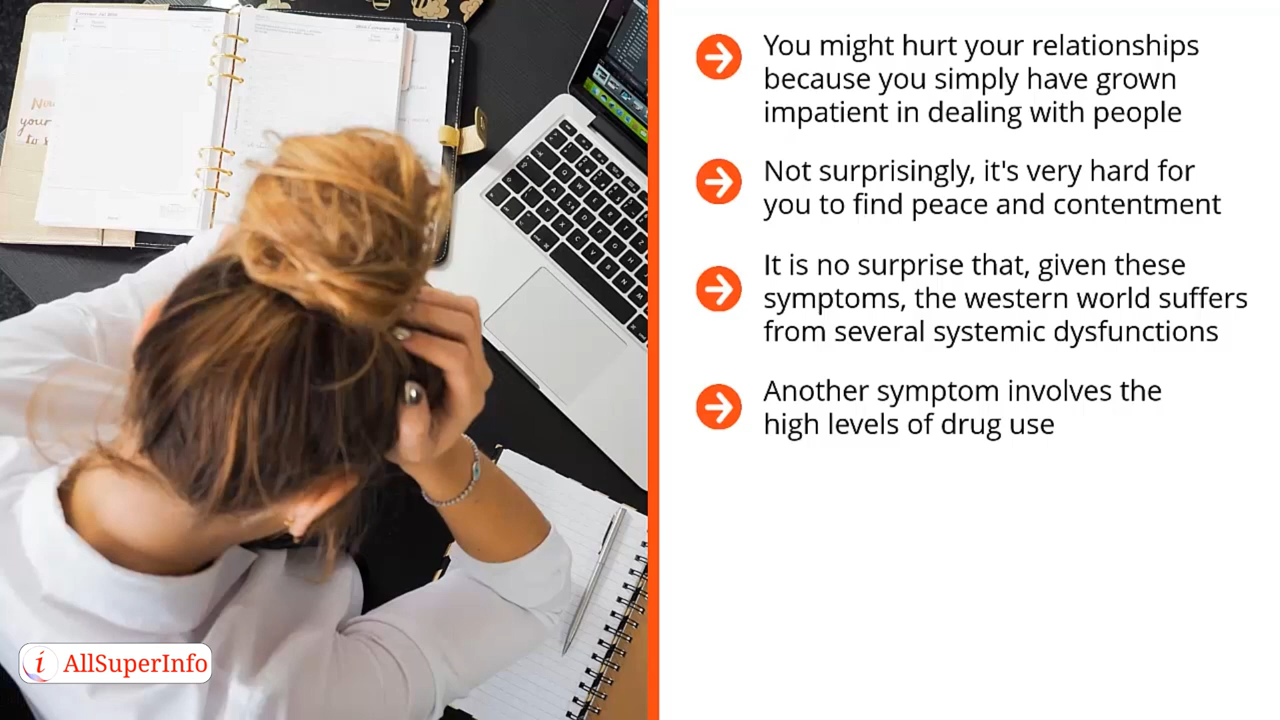 You might hurt your relationships
because you simply have grown
impatient in dealing with people
Not surprisingly, it's very hard for
you to find peace and contentment
It is no surprise that, given these
symptoms, the western world suffers
from several systemic dysfunctions
Another symptom involves the
high levels of drug use
i AllSuperInfo